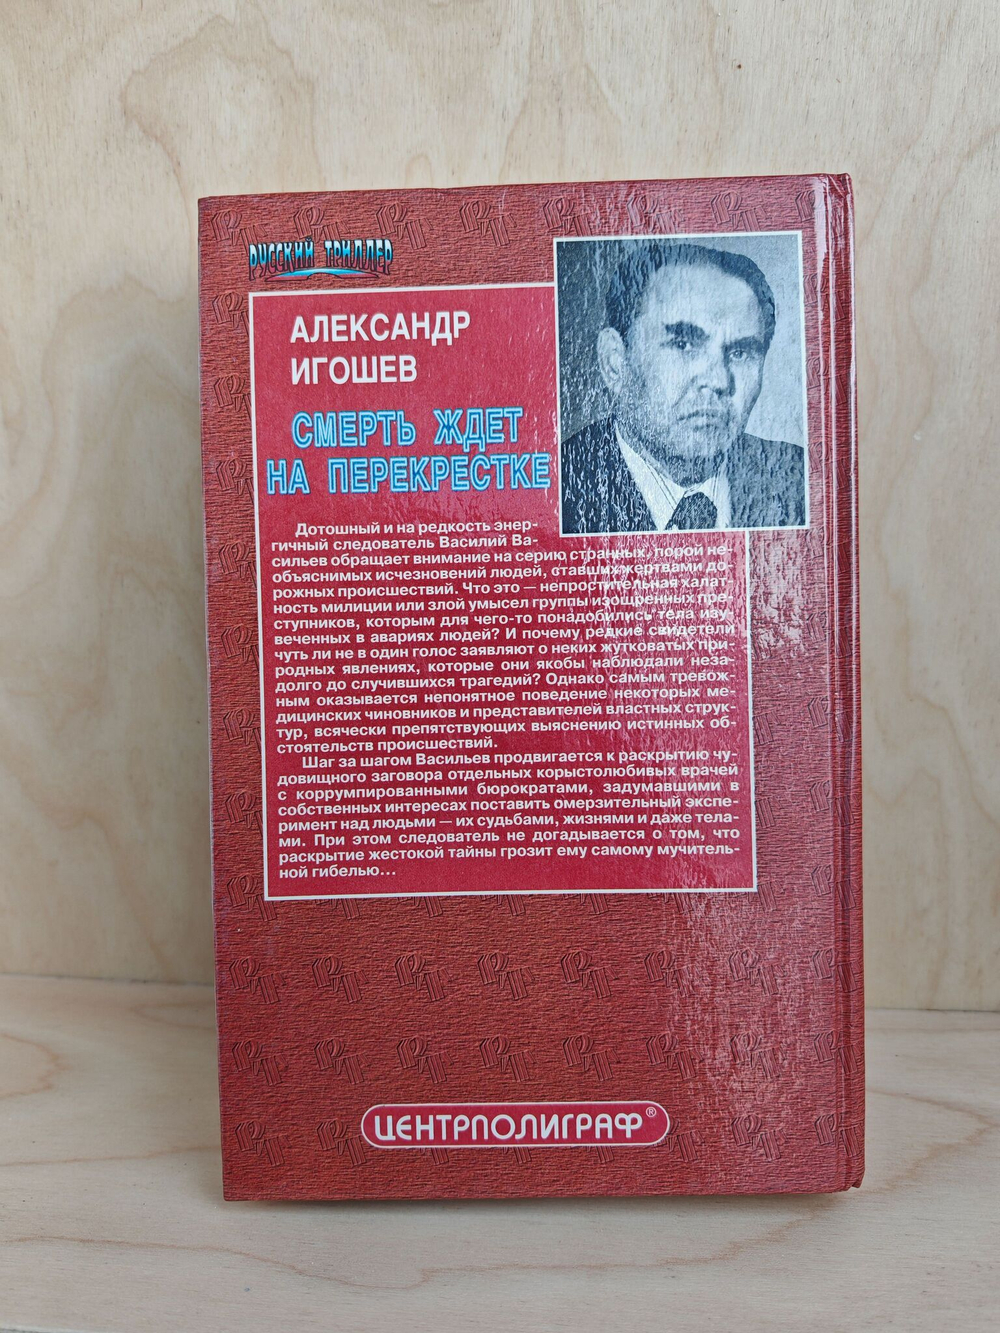 РУССКИЙ ТРИЛЛЕР
АЛЕКСАНДР
ИГОШЕВ
СМЕРТЬ ЖДЕТ
НА ПЕРЕКРЕСТКЕ
Дотошный и на редкость энер-
гичный следователь Василий Ва-
сильев обращает внимание на серию странных, порой не-
объяснимых исчезновений людей, ставших жертвами до-
рожных происшествий. Что это — непростительная халат-
ность милиции или злой умысел группы изощренных пре-
ступников, которым для чего-то понадобились тела изу-
веченных в авариях людей? И почему редкие свидетели
чуть ли не в один голос заявляют о неких жутковатых при-
родных явлениях, которые они якобы наблюдали неза-
долго до случившихся трагедий? Однако самым тревож-
ным оказывается непонятное поведение некоторых ме-
дицинских чиновников и представителей властных струк-
тур, всячески препятствующих выяснению истинных об-
стоятельств происшествий.
Шаг за шагом Васильев продвигается к раскрытию чу-
довищного заговора отдельных корыстолюбивых врачей
с коррумпированными бюрократами, задумавшими в
собственных интересах поставить омерзительный экспе-
римент над людьми — их судьбами, жизнями и даже тела-
ми. При этом следователь не догадывается о том, что
раскрытие жестокой тайны грозит ему самому мучитель-
ной гибелью...
ЦЕНТРПОЛИГРАФ®